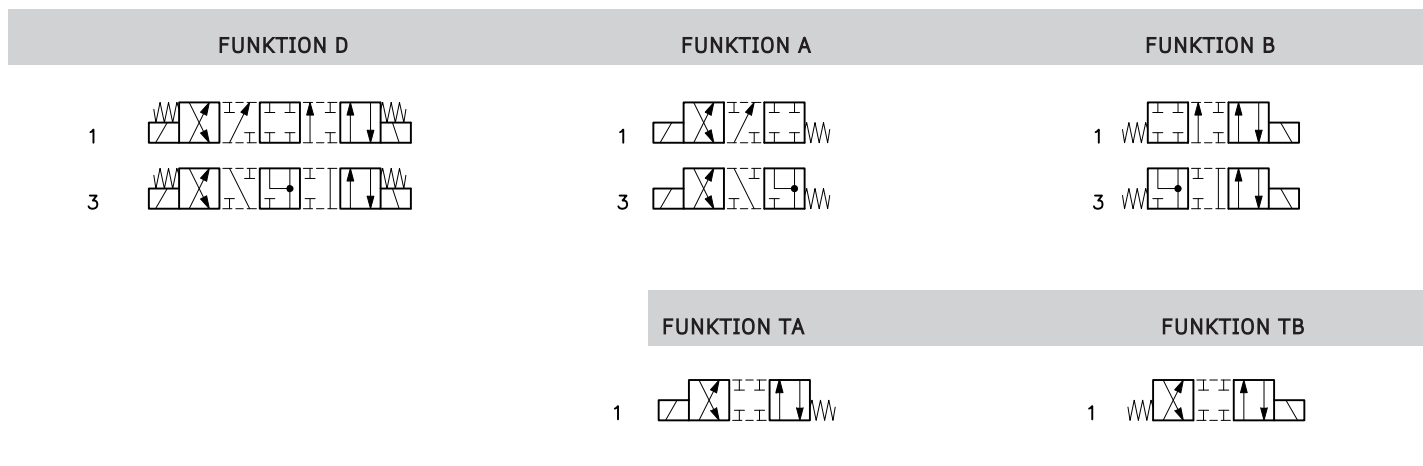 FUNKTION D FUNKTION A FUNKTION B
1 1 1
3 3 3
FUNKTION TA FUNKTION TB
1 1